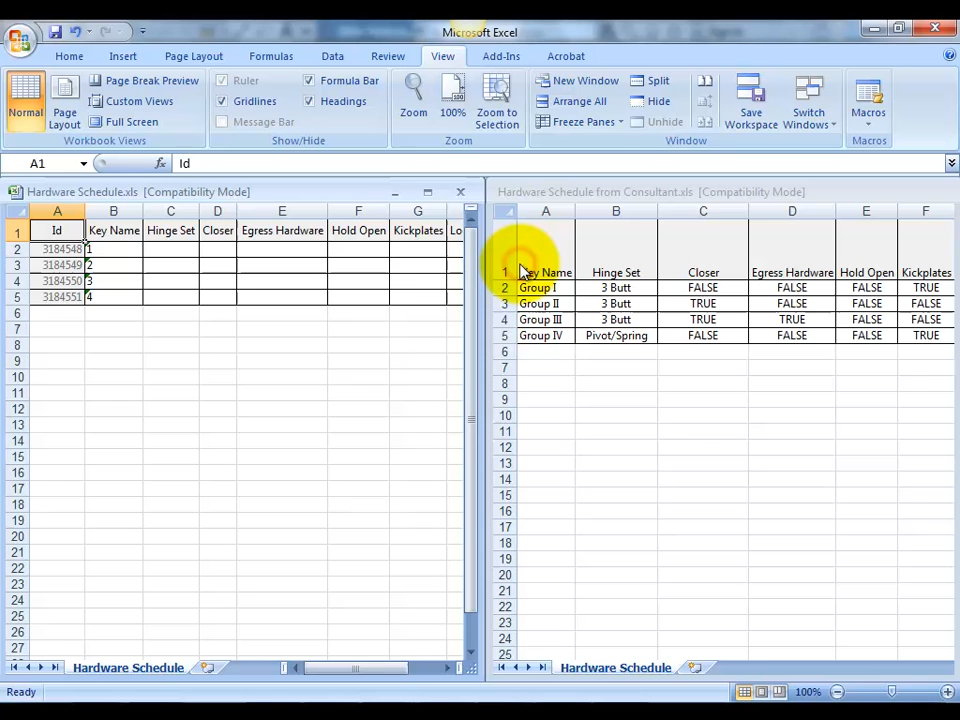 Microsoft Excel
Home Insert Page Layout Formulas Data Review View Add-Ins Acrobat
Normal
Page Layout
Page Break Preview
Custom Views
Full Screen
Workbook Views
Ruler
Gridlines
Message Bar
Formula Bar
Headings
Show/Hide
Zoom
100%
Zoom to Selection
Zoom
New Window
Arrange All
Freeze Panes
Split
Hide
Unhide
Save Workspace
Switch Windows
Window
Macros
Macros
A1 fx Id
Hardware Schedule.xls [Compatibility Mode]
A B C D E F G
1 Id Key Name Hinge Set Closer Egress Hardware Hold Open Kickplates Lo
2 3184548 1
3 3184549 2
4 3184550 3
5 3184551 4
6
7
8
9
10
11
12
13
14
15
16
17
18
19
20
21
22
23
24
25
26
27
Hardware Schedule
Hardware Schedule from Consultant.xls [Compatibility Mode]
A B C D E F
1 Key Name Hinge Set Closer Egress Hardware Hold Open Kickplates
2 Group I 3 Butt FALSE FALSE FALSE TRUE
3 Group II 3 Butt TRUE FALSE FALSE FALSE
4 Group III 3 Butt TRUE TRUE FALSE FALSE
5 Group IV Pivot/Spring FALSE FALSE FALSE TRUE
6
7
8
9
10
11
12
13
14
15
16
17
18
19
20
21
22
23
24
25
Hardware Schedule
Ready 100%